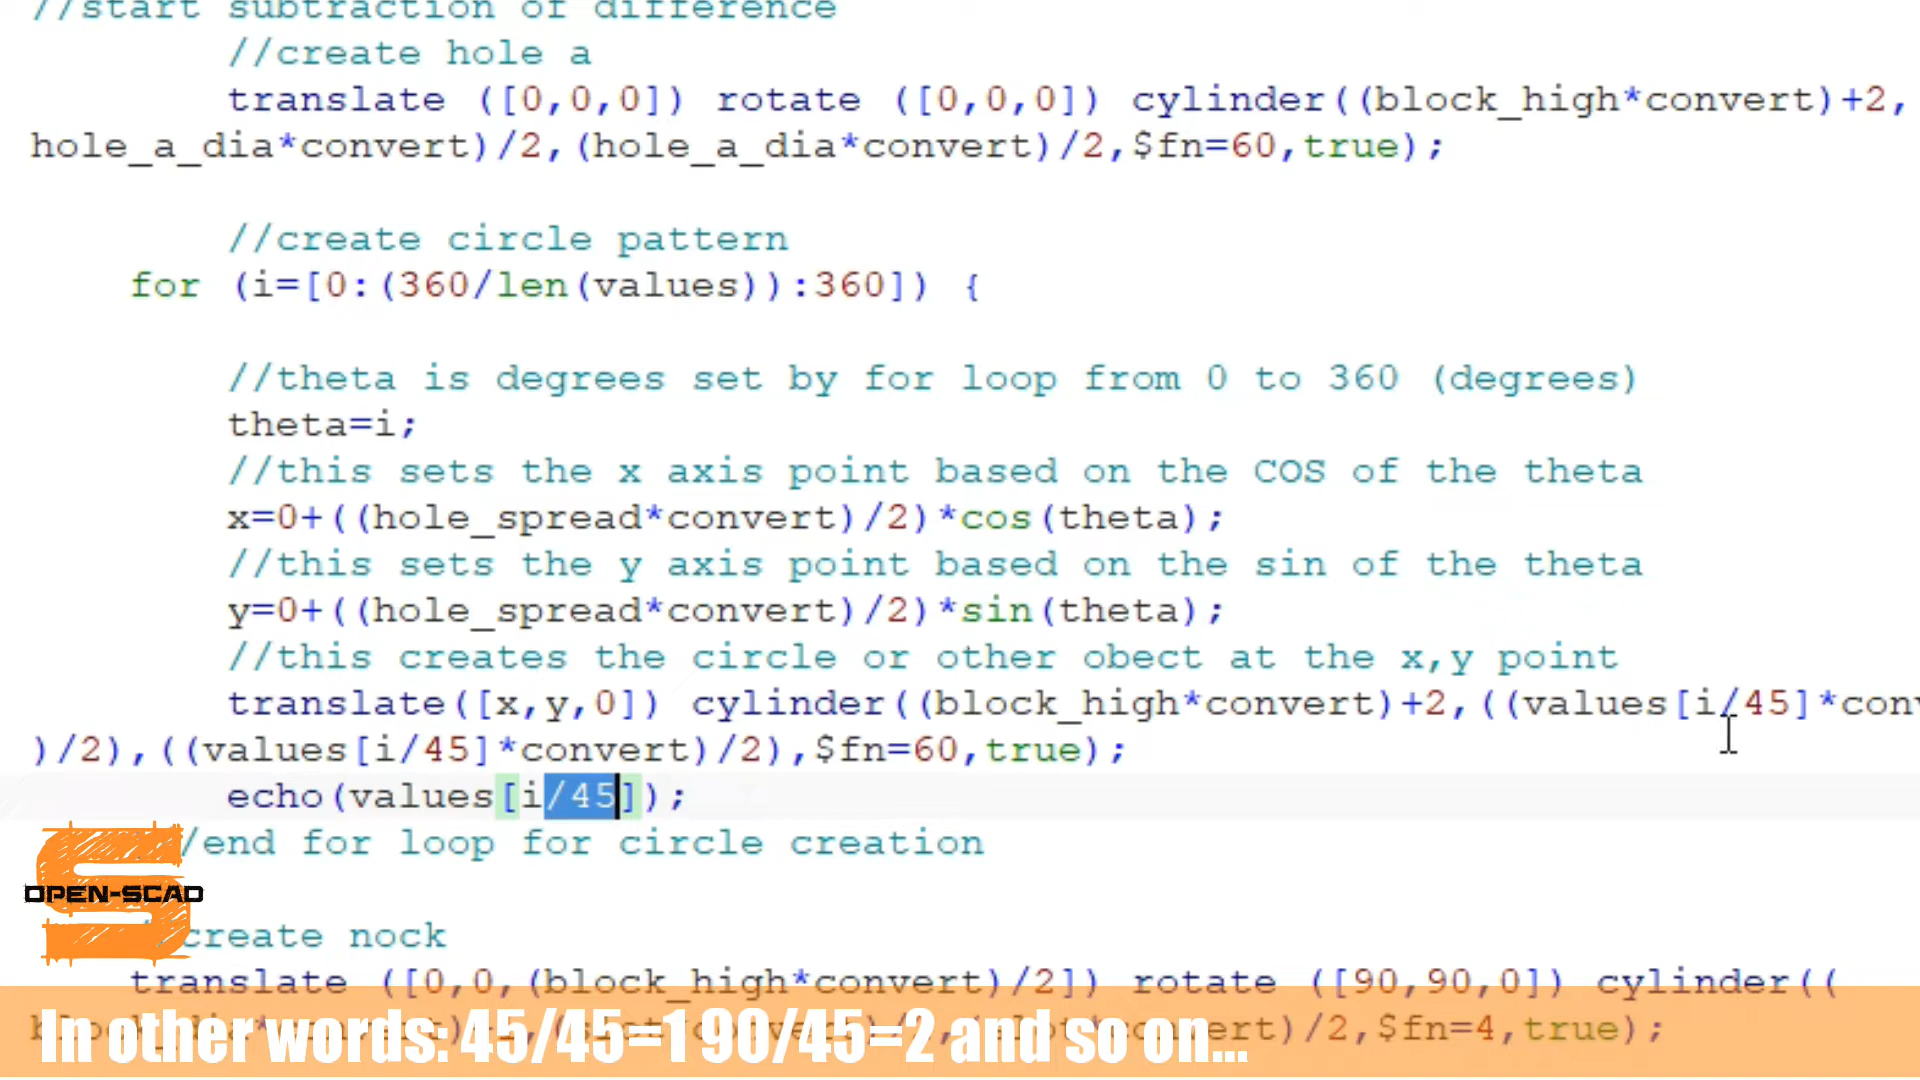 //start subtraction of difference
//create hole a
translate ([0,0,0]) rotate ([0,0,0]) cylinder((block_high*convert)+2,
hole_a_dia*convert)/2,(hole_a_dia*convert)/2,$fn=60,true);
//create circle pattern
for (i=[0:(360/len(values)):360]) {
//theta is degrees set by for loop from 0 to 360 (degrees)
theta=i;
//this sets the x axis point based on the COS of the theta
x=0+((hole_spread*convert)/2)*cos(theta);
//this sets the y axis point based on the sin of the theta
y=0+((hole_spread*convert)/2)*sin(theta);
//this creates the circle or other obect at the x,y point
translate([x,y,0]) cylinder((block_high*convert)+2,((values[i/45]*conv
)/2),((values[i/45]*convert)/2),$fn=60,true);
echo(values[i/45]);
/end for loop for circle creation
OPEN-SCAD
create nock
translate ([0,0,(block_high*convert)/2]) rotate ([90,90,0]) cylinder((
)/2,$fn=4,true);
In other words: 45/45=1 90/45=2 and so on...